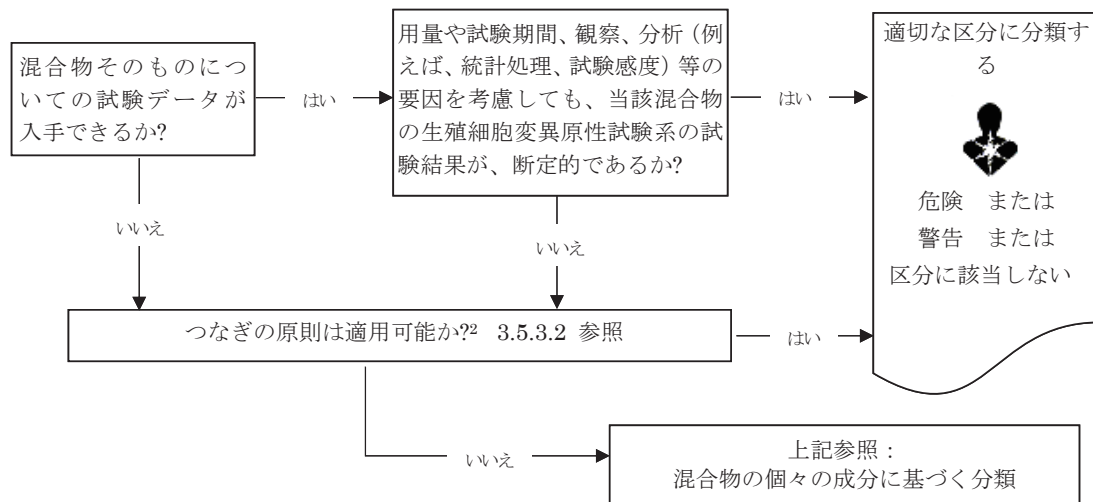 混合物そのものにつ
いての試験データが
入手できるか?
はい
用量や試験期間、観察、分析（例
えば、統計処理、試験感度）等の
要因を考慮しても、当該混合物
の生殖細胞変異原性試験系の試
験結果が、断定的であるか?
はい
適切な区分に分類す
る
危険　または
警告　または
区分に該当しない
いいえ
いいえ
つなぎの原則は適用可能か?² 3.5.3.2 参照
はい
いいえ
上記参照：
混合物の個々の成分に基づく分類